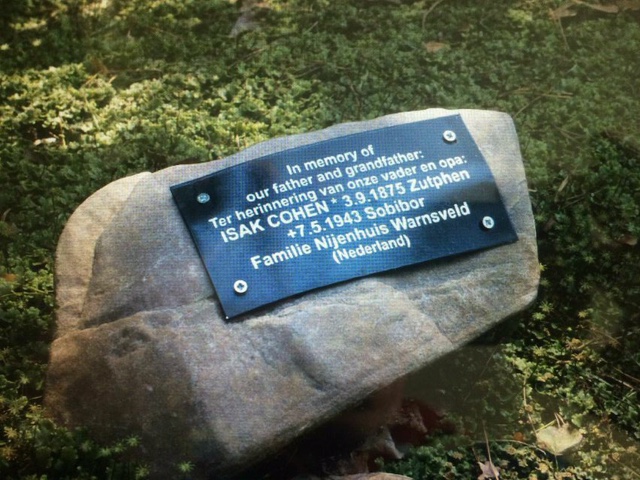 In memory of
our father and grandfather:
Ter herinnering van onze vader en opa:
ISAK COHEN * 3.9.1875 Zutphen
+7.5.1943 Sobibor
Familie Nijenhuis Warnsveld
(Nederland)